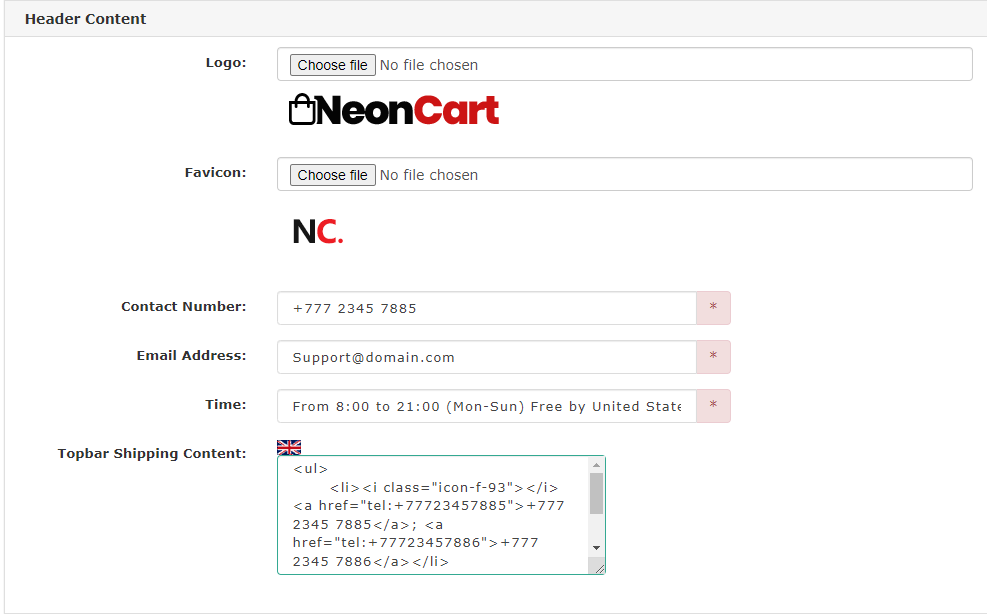 Header Content
Logo:
Choose file No file chosen
NeonCart
Favicon:
Choose file No file chosen
NC.
Contact Number:
+777 2345 7885
*
Email Address:
Support@domain.com
*
Time:
From 8:00 to 21:00 (Mon-Sun) Free by United State
*
Topbar Shipping Content:
<ul>
<li><i class="icon-f-93"></i>
<a href="tel:+77723457885">+777
2345 7885</a>; <a
href="tel:+77723457886">+777
2345 7886</a></li>